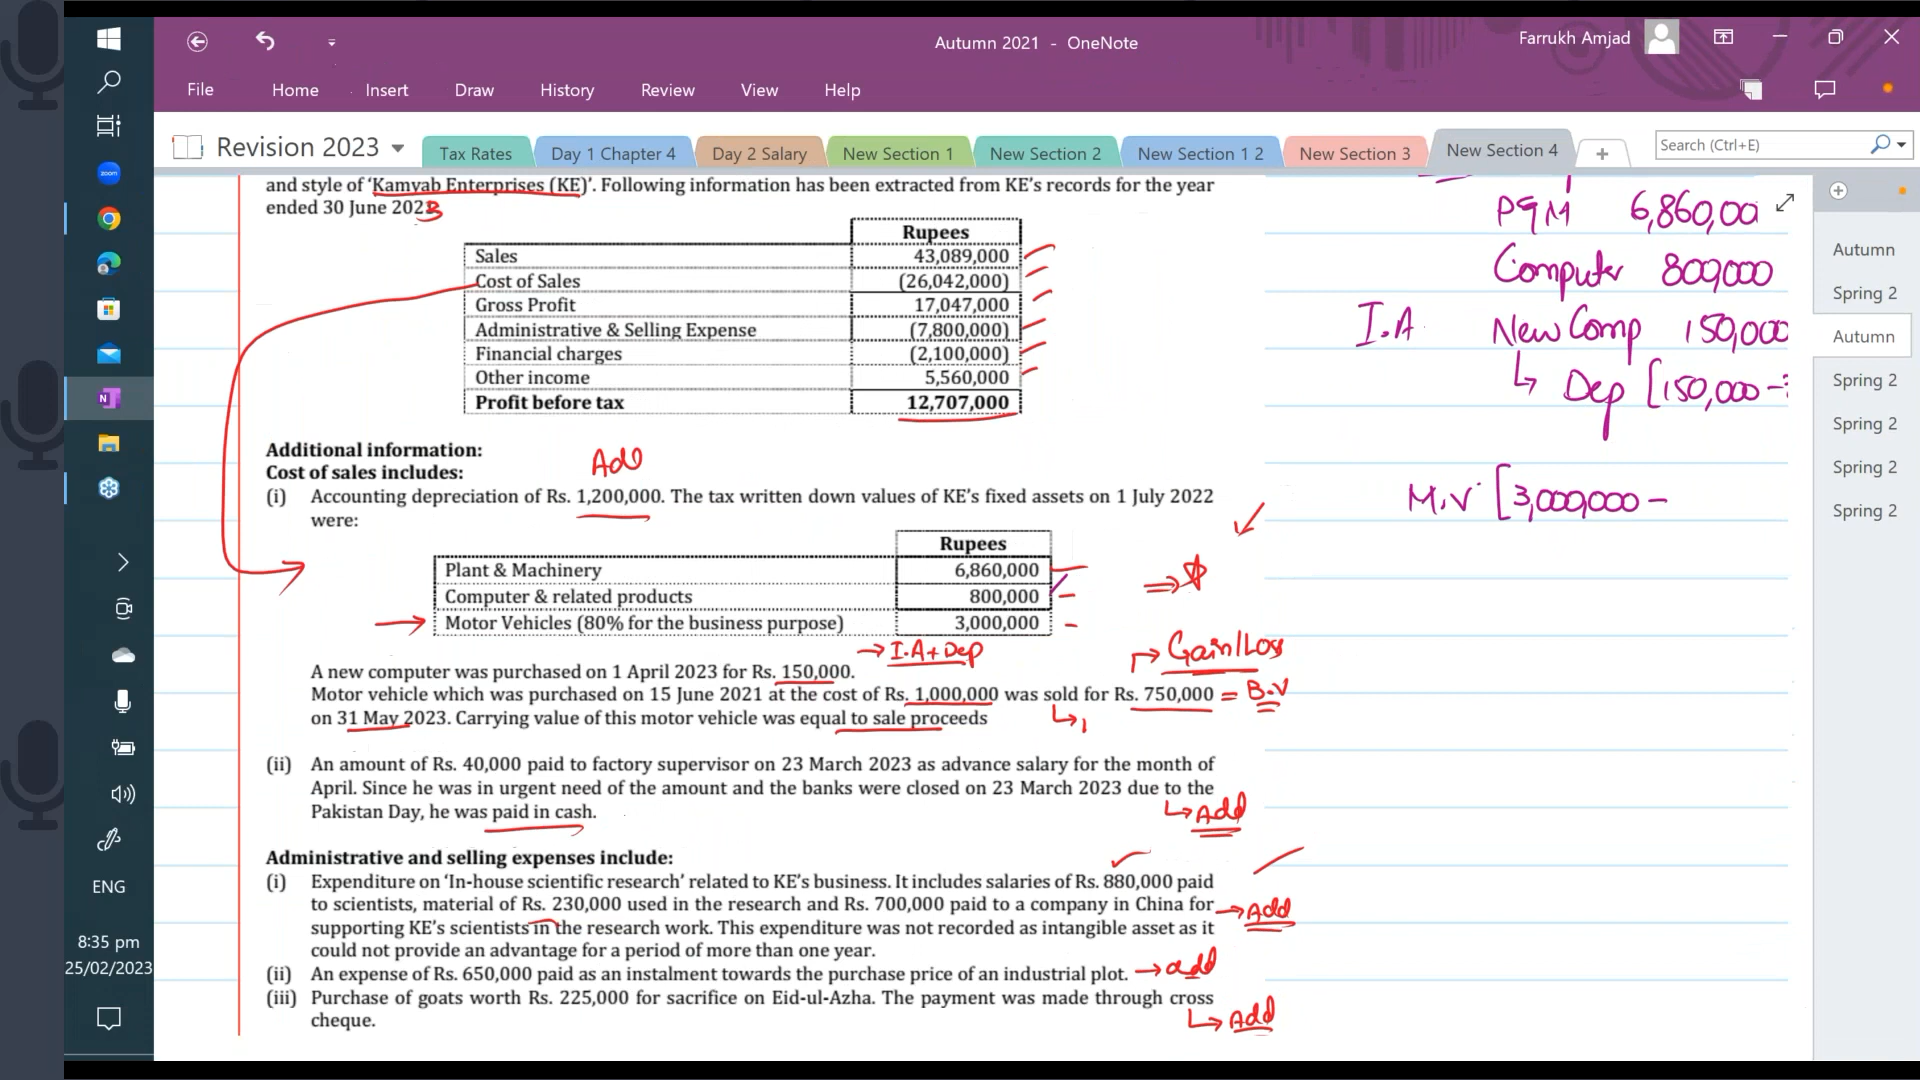 Autumn 2021 - OneNote
Farrukh Amjad
File Home Insert Draw History Review View Help
Revision 2023
Tax Rates
Day 1 Chapter 4
Day 2 Salary
New Section 1
New Section 2
New Section 1 2
New Section 3
New Section 4
+
Search (Ctrl+E)
and style of 'Kamyab Enterprises (KE)'. Following information has been extracted from KE's records for the year
ended 30 June 2023
Rupees
Sales 43,089,000
Cost of Sales (26,042,000)
Gross Profit 17,047,000
Administrative & Selling Expense (7,800,000)
Financial charges (2,100,000)
Other income 5,560,000
Profit before tax 12,707,000
Additional information:
Cost of sales includes:
Add
(i) Accounting depreciation of Rs. 1,200,000. The tax written down values of KE's fixed assets on 1 July 2022
were:
Rupees
Plant & Machinery 6,860,000
Computer & related products 800,000
Motor Vehicles (80% for the business purpose) 3,000,000
→ I.A + Dep
→ Gain/Loss
A new computer was purchased on 1 April 2023 for Rs. 150,000.
Motor vehicle which was purchased on 15 June 2021 at the cost of Rs. 1,000,000 was sold for Rs. 750,000 = B.V
on 31 May 2023. Carrying value of this motor vehicle was equal to sale proceeds
(ii) An amount of Rs. 40,000 paid to factory supervisor on 23 March 2023 as advance salary for the month of
April. Since he was in urgent need of the amount and the banks were closed on 23 March 2023 due to the
Pakistan Day, he was paid in cash.
Add
Administrative and selling expenses include:
(i) Expenditure on 'In-house scientific research' related to KE's business. It includes salaries of Rs. 880,000 paid
to scientists, material of Rs. 230,000 used in the research and Rs. 700,000 paid to a company in China for → Add
supporting KE's scientists in the research work. This expenditure was not recorded as intangible asset as it
could not provide an advantage for a period of more than one year.
(ii) An expense of Rs. 650,000 paid as an instalment towards the purchase price of an industrial plot. → add
(iii) Purchase of goats worth Rs. 225,000 for sacrifice on Eid-ul-Azha. The payment was made through cross
cheque.
Add
P&M 6,860,00
Computer 800,000
I.A New Comp 150,000
Dep [150,000 -
M.V [3,000,000 -
Autumn
Spring 2
Autumn
Spring 2
Spring 2
Spring 2
Spring 2
zoom
N
ENG
8:35 pm
25/02/2023